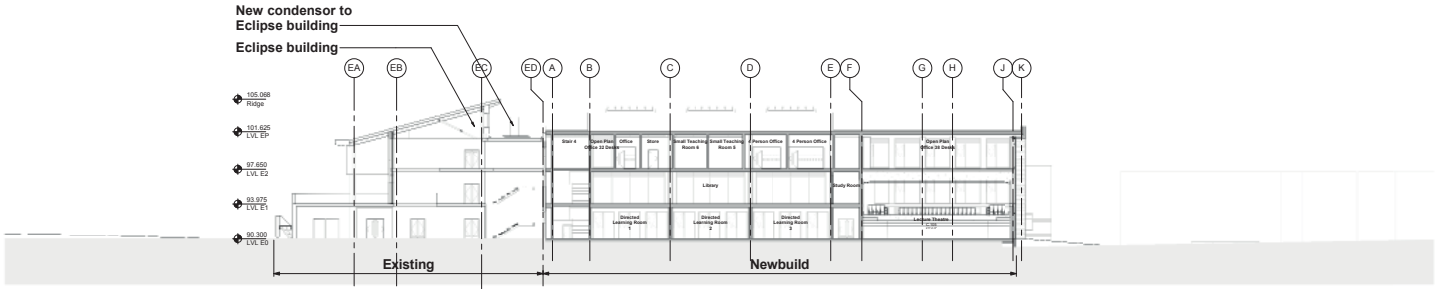 New condensor to
Eclipse building
Eclipse building
EA
EB
EC
ED
A
B
C
D
E
F
G
H
J
K
105.068
Ridge
101.625
LVL EP
97.650
LVL E2
93.975
LVL E1
90.300
LVL E0
Stair 4
Open Plan
Office 22 Desks
Office
Store
Small Teaching
Room 6
Small Teaching
Room 5
4 Person Office
4 Person Office
Open Plan
Office 38 Desks
Library
Study Room
Directed
Learning Room
1
Directed
Learning Room
2
Directed
Learning Room
3
Lecture Theatre
Existing
Newbuild